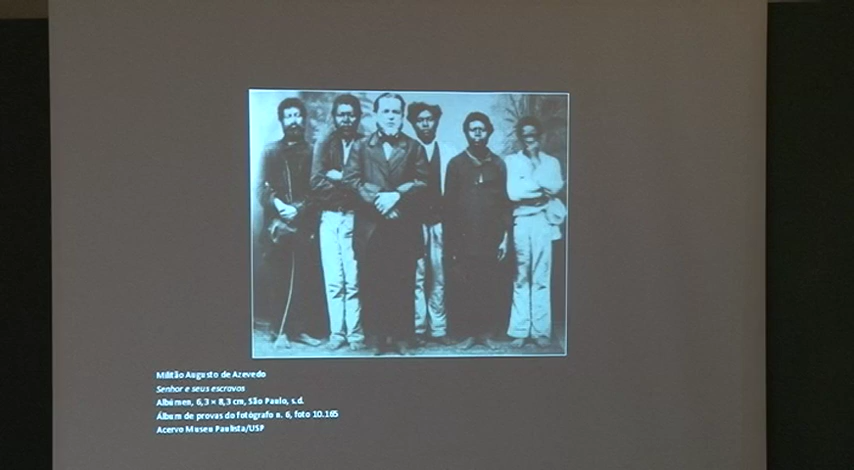 Militão Augusto de Azevedo
Senhor e seus escravos
Albúmen, 6,3 × 8,3 cm, São Paulo, s.d.
Álbum de provas do fotógrafo n. 6, foto 10.165
Acervo Museu Paulista/USP